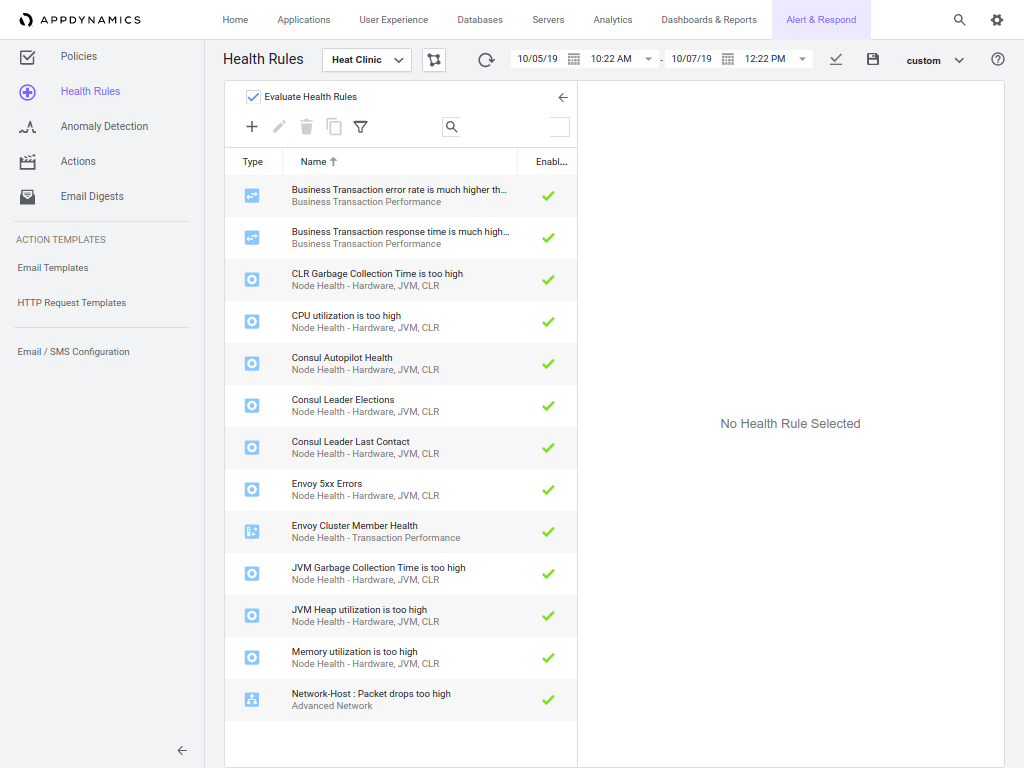 APPDYNAMICS
Home Applications User Experience Databases Servers Analytics Dashboards & Reports Alert & Respond
Policies
Health Rules
Anomaly Detection
Actions
Email Digests
ACTION TEMPLATES
Email Templates
HTTP Request Templates
Email / SMS Configuration
Health Rules Heat Clinic 10/05/19 10:22 AM - 10/07/19 12:22 PM custom
Evaluate Health Rules
Type Name Enabl...
Business Transaction error rate is much higher th...
Business Transaction Performance
Business Transaction response time is much high...
Business Transaction Performance
CLR Garbage Collection Time is too high
Node Health - Hardware, JVM, CLR
CPU utilization is too high
Node Health - Hardware, JVM, CLR
Consul Autopilot Health
Node Health - Hardware, JVM, CLR
Consul Leader Elections
Node Health - Hardware, JVM, CLR
Consul Leader Last Contact
Node Health - Hardware, JVM, CLR
Envoy 5xx Errors
Node Health - Hardware, JVM, CLR
Envoy Cluster Member Health
Node Health - Transaction Performance
JVM Garbage Collection Time is too high
Node Health - Hardware, JVM, CLR
JVM Heap utilization is too high
Node Health - Hardware, JVM, CLR
Memory utilization is too high
Node Health - Hardware, JVM, CLR
Network-Host : Packet drops too high
Advanced Network
No Health Rule Selected